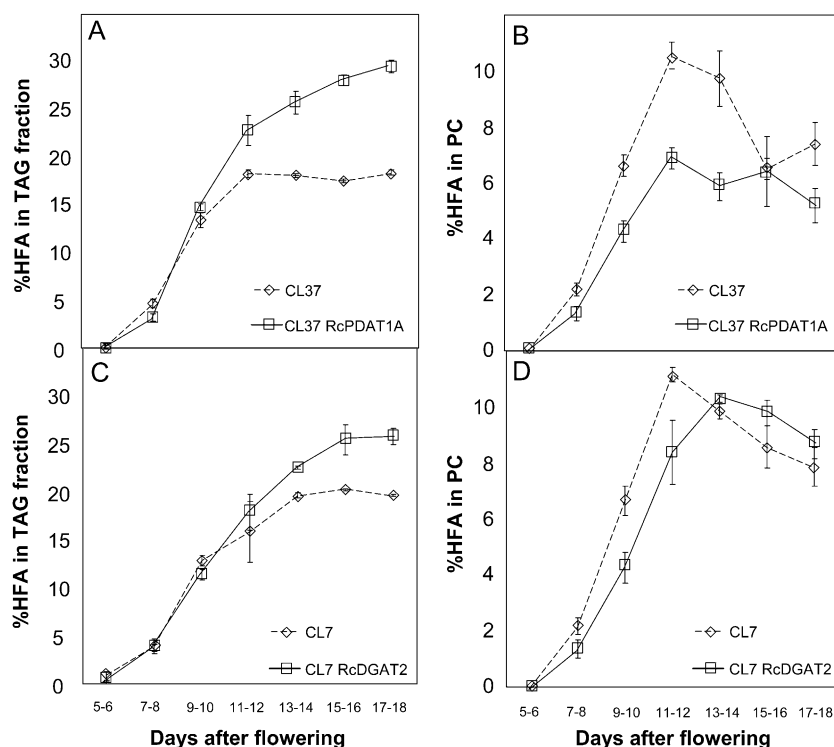 A
%HFA in TAG fraction
30
25
20
15
10
5
0
CL37
CL37 RcPDAT1A
B
%HFA in PC
10
8
6
4
2
0
CL37
CL37 RcPDAT1A
C
%HFA in TAG fraction
30
25
20
15
10
5
0
CL7
CL7 RcDGAT2
5-6 7-8 9-10 11-12 13-14 15-16 17-18
Days after flowering
D
%HFA in PC
10
8
6
4
2
0
CL7
CL7 RcDGAT2
5-6 7-8 9-10 11-12 13-14 15-16 17-18
Days after flowering